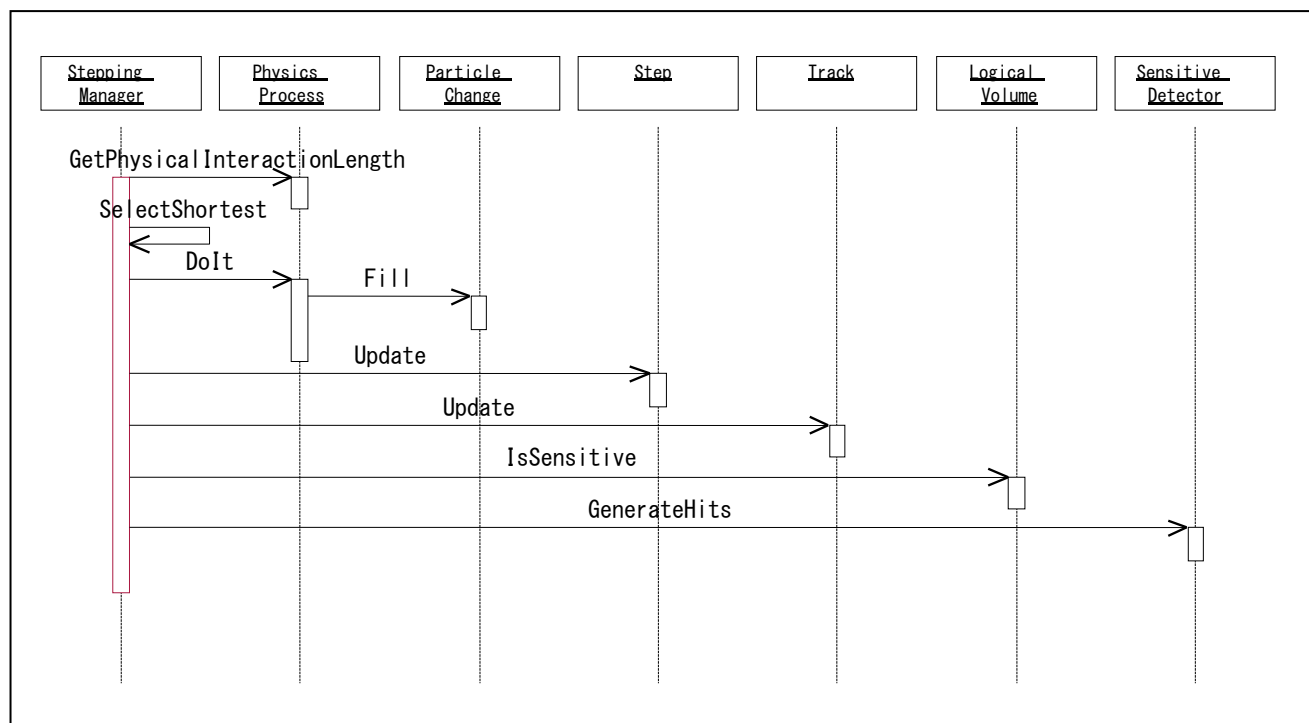 Stepping
Manager
Physics
Process
Particle
Change
Step
Track
Logical
Volume
Sensitive
Detector
GetPhysicalInteractionLength
SelectShortest
DoIt
Fill
Update
Update
IsSensitive
GenerateHits